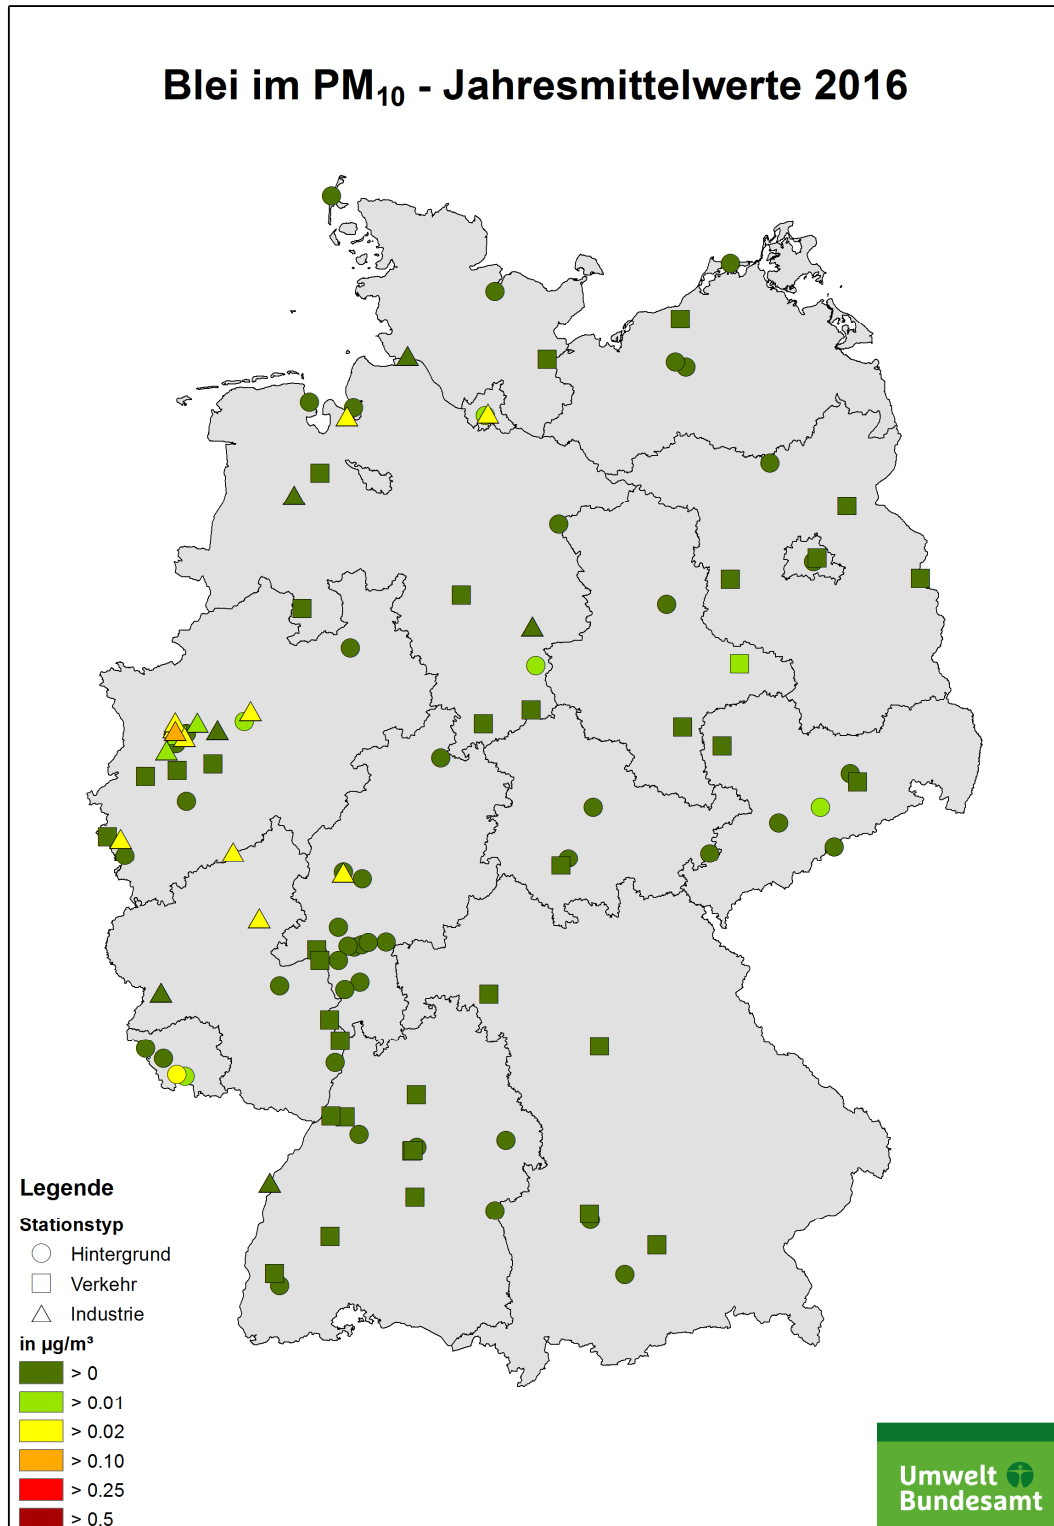 Blei im PM₁₀ - Jahresmittelwerte 2016
Legende
Stationstyp
Hintergrund
Verkehr
Industrie
in µg/m³
> 0
> 0.01
> 0.02
> 0.10
> 0.25
> 0.5
Umwelt
Bundesamt